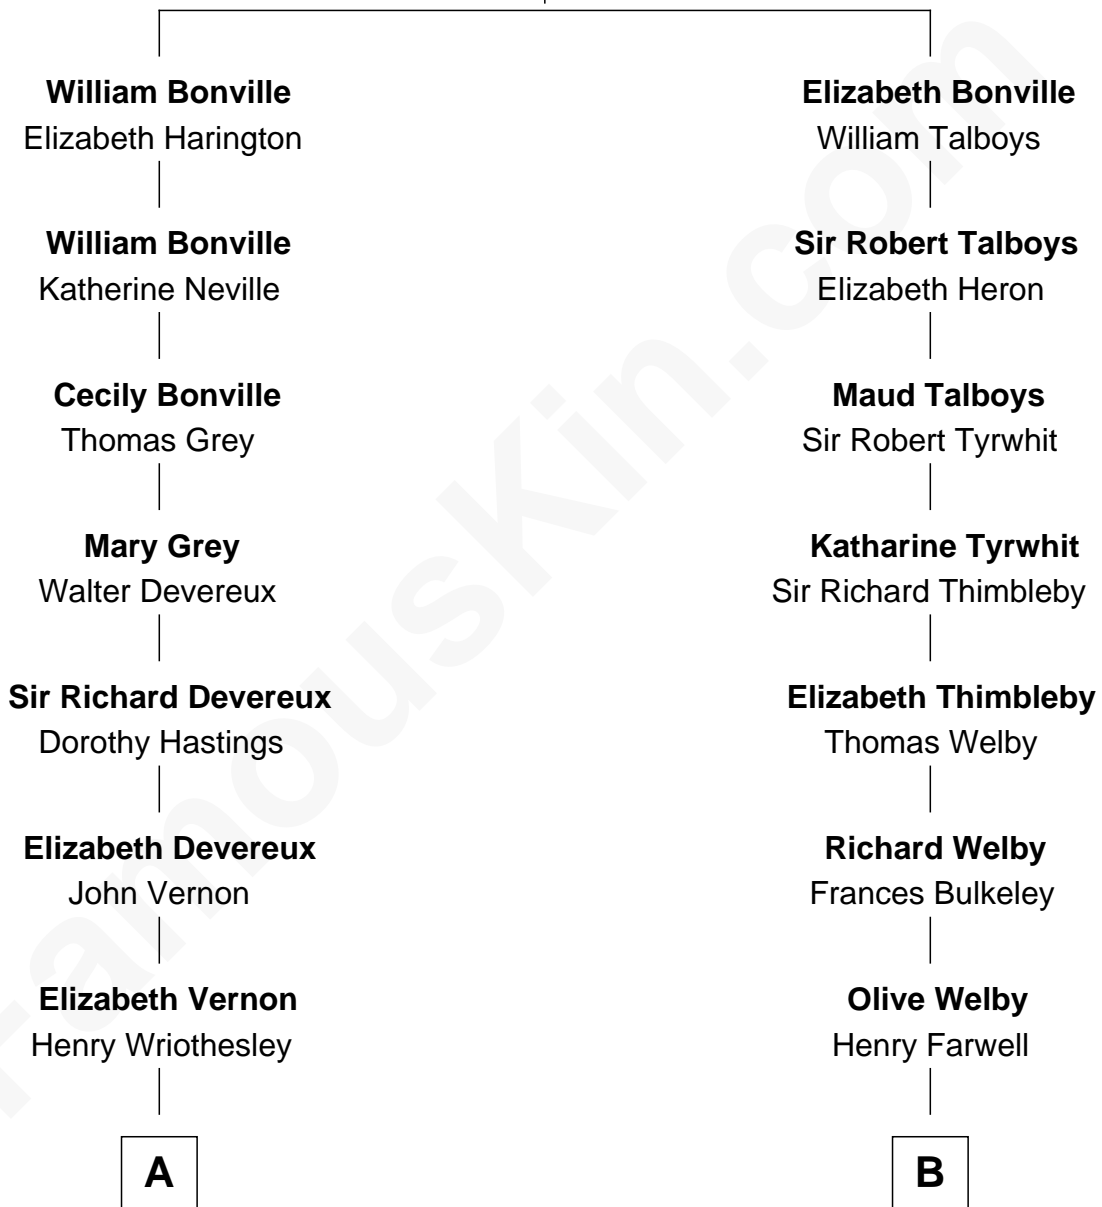 William Bonville
Elizabeth Harington
William Bonville
Katherine Neville
Cecily Bonville
Thomas Grey
Mary Grey
Walter Devereux
Sir Richard Devereux
Dorothy Hastings
Elizabeth Devereux
John Vernon
Elizabeth Vernon
Henry Wriothesley
A
Elizabeth Bonville
William Talboys
Sir Robert Talboys
Elizabeth Heron
Maud Talboys
Sir Robert Tyrwhit
Katharine Tyrwhit
Sir Richard Thimbleby
Elizabeth Thimbleby
Thomas Welby
Richard Welby
Frances Bulkeley
Olive Welby
Henry Farwell
B
FamousKin.com